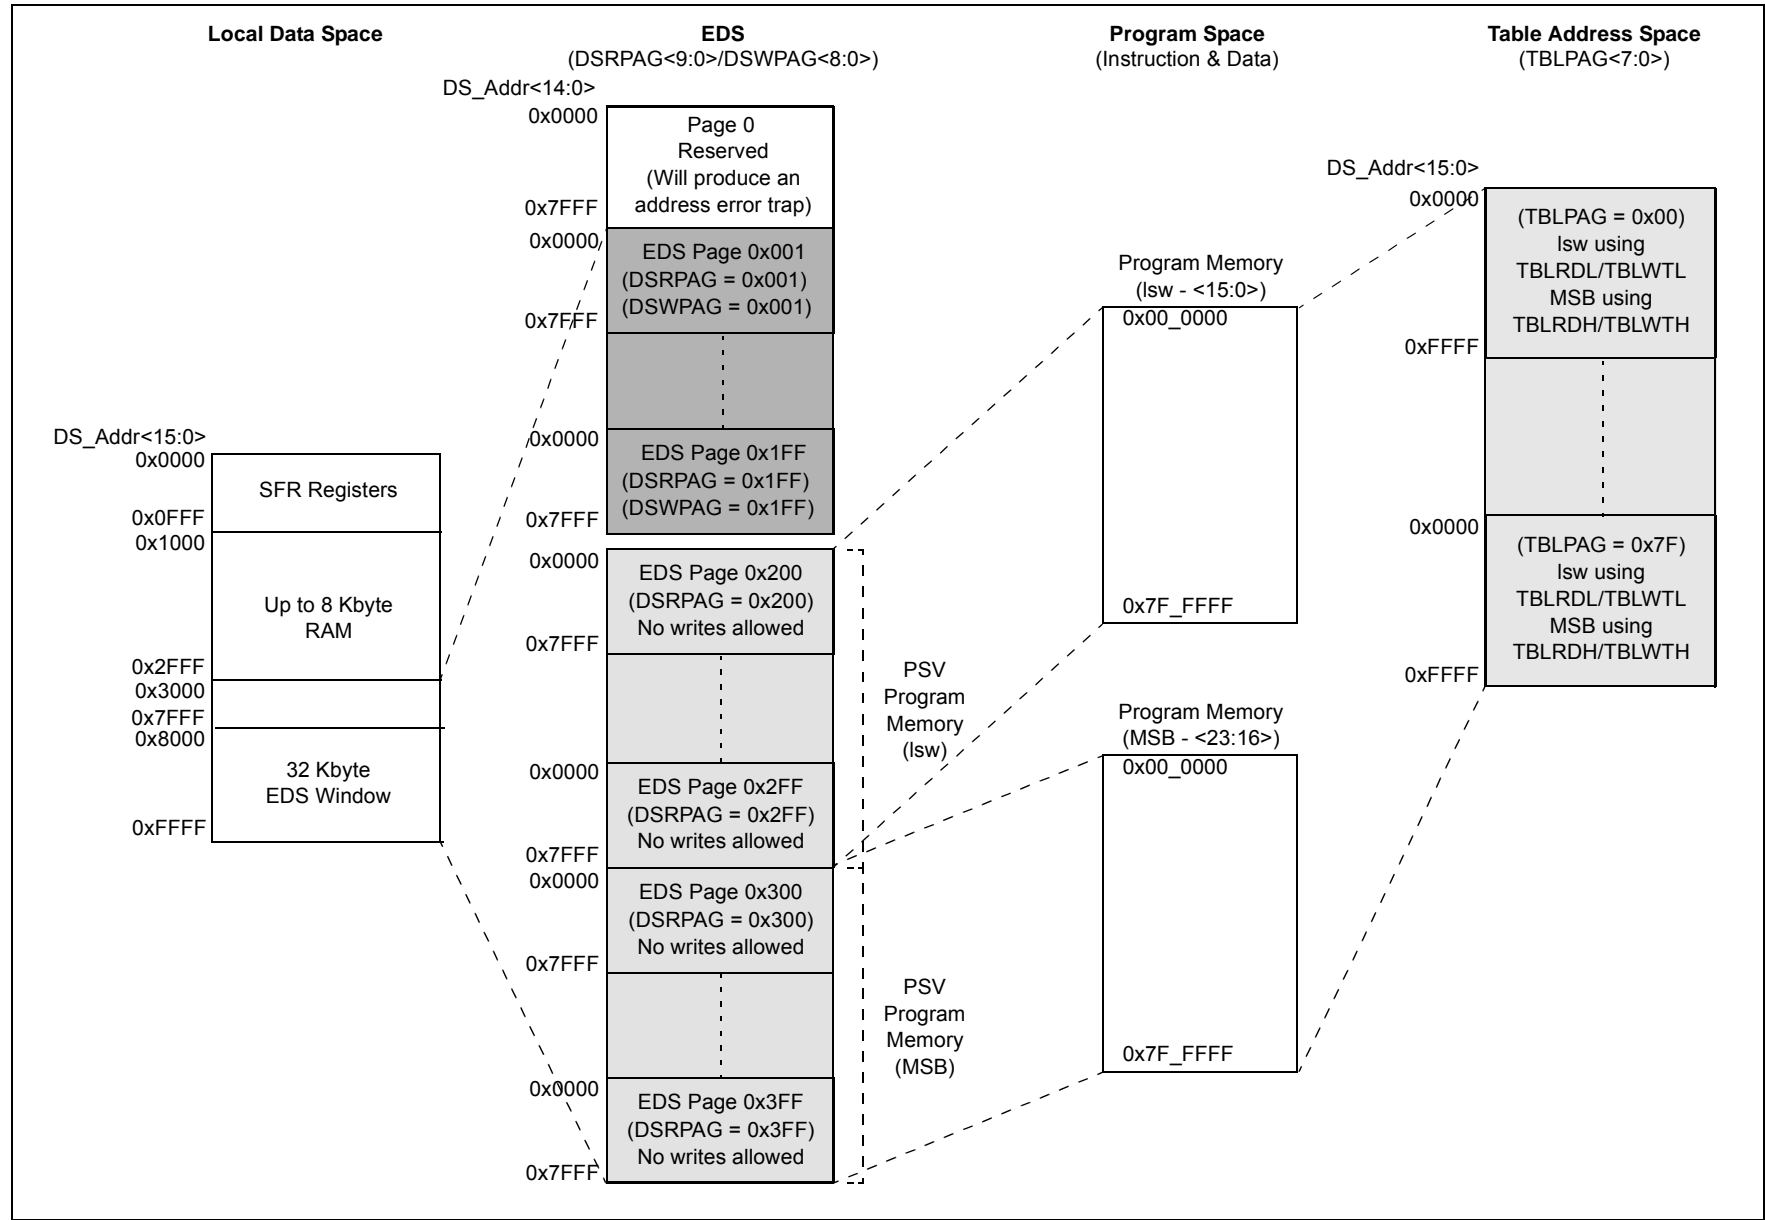 Local Data Space
DS_Addr<15:0>
0x0000
SFR Registers
0x0FFF
0x1000
Up to 8 Kbyte
RAM
0x2FFF
0x3000
0x7FFF
0x8000
32 Kbyte
EDS Window
0xFFFF
EDS
(DSRPAG<9:0>/DSWPAG<8:0>)
DS_Addr<14:0>
0x0000
Page 0
Reserved
(Will produce an
address error trap)
0x7FFF
0x0000
EDS Page 0x001
(DSRPAG = 0x001)
(DSWPAG = 0x001)
0x7FFF
0x0000
EDS Page 0x1FF
(DSRPAG = 0x1FF)
(DSWPAG = 0x1FF)
0x7FFF
0x0000
EDS Page 0x200
(DSRPAG = 0x200)
No writes allowed
0x7FFF
PSV
Program
Memory
(lsw)
0x0000
EDS Page 0x2FF
(DSRPAG = 0x2FF)
No writes allowed
0x7FFF
0x0000
EDS Page 0x300
(DSRPAG = 0x300)
No writes allowed
0x7FFF
PSV
Program
Memory
(MSB)
0x0000
EDS Page 0x3FF
(DSRPAG = 0x3FF)
No writes allowed
0x7FFF
Program Space
(Instruction & Data)
Program Memory
(lsw - <15:0>)
0x00_0000
0x7F_FFFF
Program Memory
(MSB - <23:16>)
0x00_0000
0x7F_FFFF
Table Address Space
(TBLPAG<7:0>)
DS_Addr<15:0>
0x0000
(TBLPAG = 0x00)
lsw using
TBLRDL/TBLWTL
MSB using
TBLRDH/TBLWTH
0xFFFF
0x0000
(TBLPAG = 0x7F)
lsw using
TBLRDL/TBLWTL
MSB using
TBLRDH/TBLWTH
0xFFFF